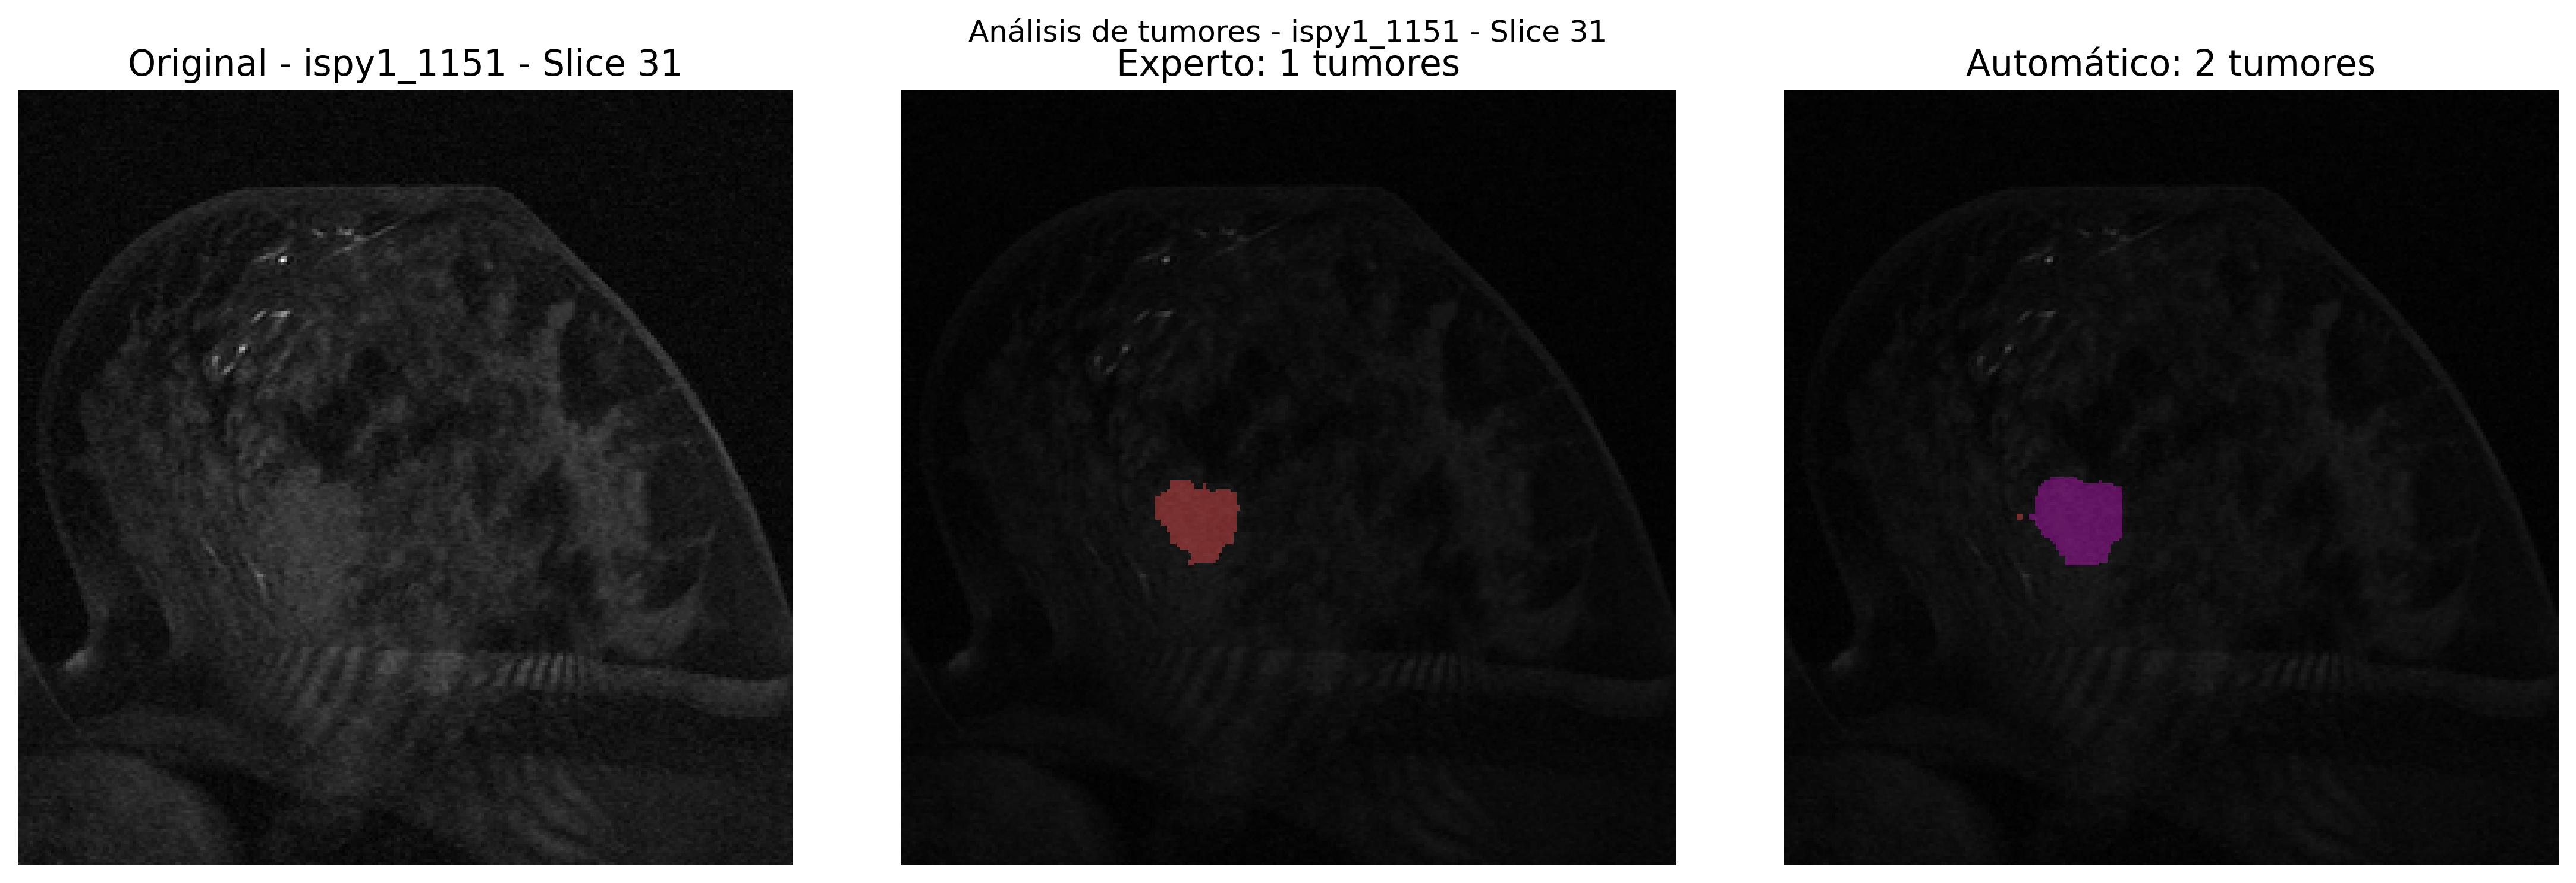 Análisis de tumores - ispy1_1151 - Slice 31
Original - ispy1_1151 - Slice 31
Experto: 1 tumores
Automático: 2 tumores